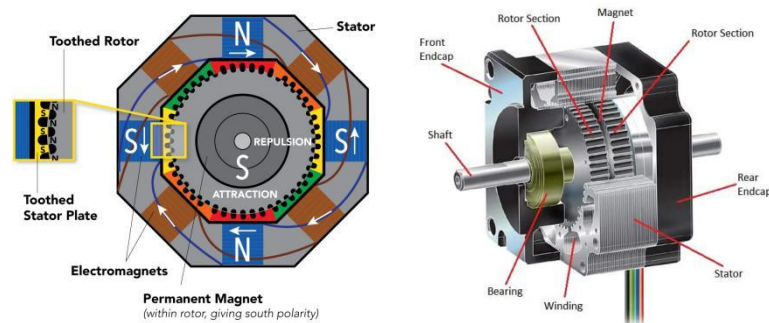 Toothed Rotor
Stator
N
S
S
N
REPULSION
S
ATTRACTION
N
S
N
S
N
S
N
Toothed
Stator Plate
Electromagnets
Permanent Magnet
(within rotor, giving south polarity)
Magnet
Rotor Section
Rotor Section
Front
Endcap
Shaft
Rear
Endcap
Stator
Bearing
Winding